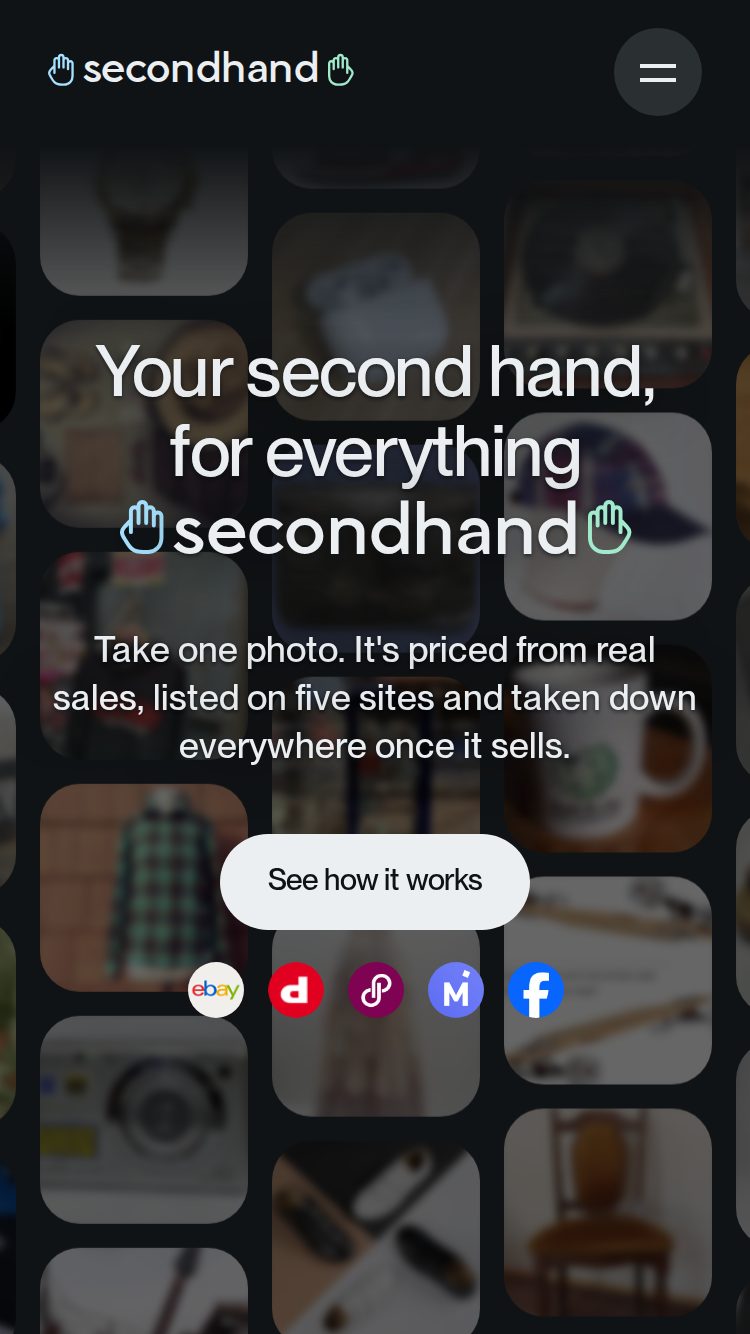 secondhand
Your second hand,
for everything
secondhand
Take one photo. It's priced from real
sales, listed on five sites and taken down
everywhere once it sells.
See how it works
ebay